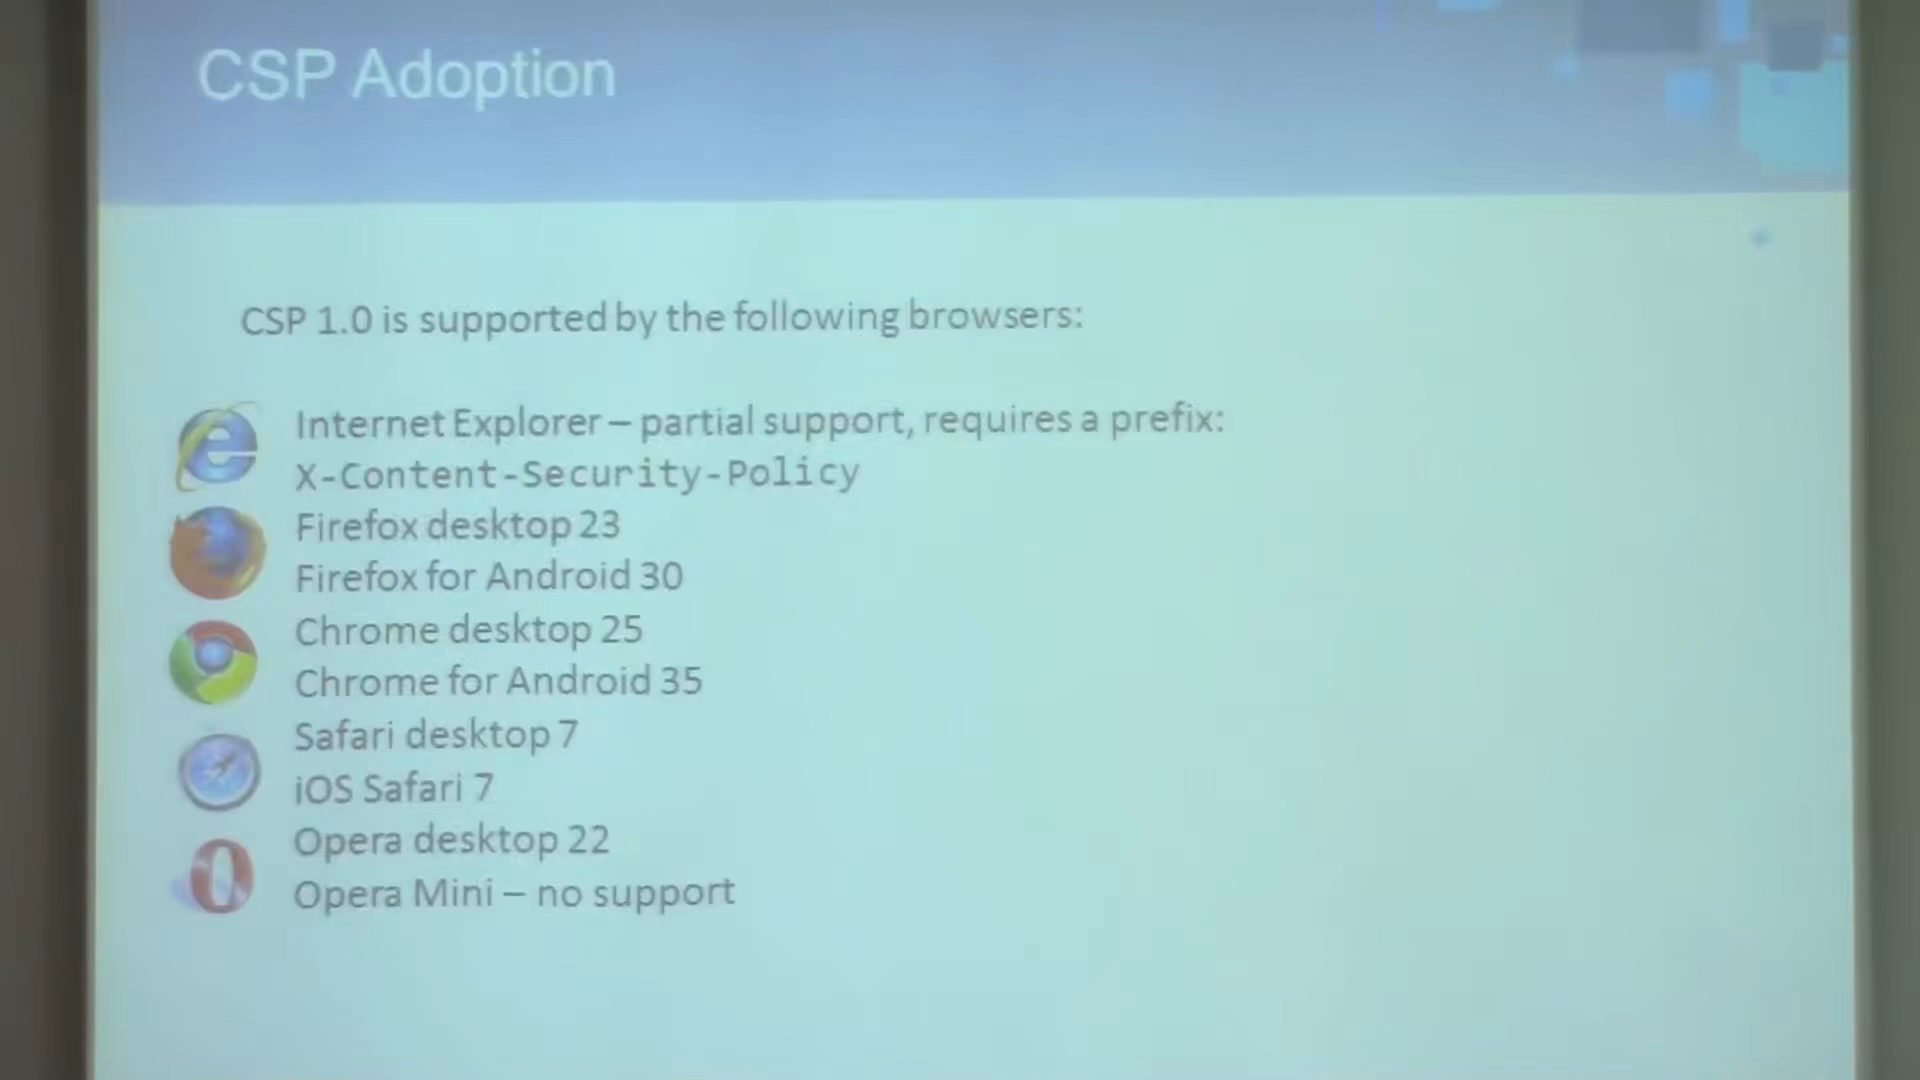 CSP Adoption
CSP 1.0 is supported by the following browsers:
Internet Explorer – partial support, requires a prefix:
X-Content-Security-Policy
Firefox desktop 23
Firefox for Android 30
Chrome desktop 25
Chrome for Android 35
Safari desktop 7
iOS Safari 7
Opera desktop 22
Opera Mini – no support